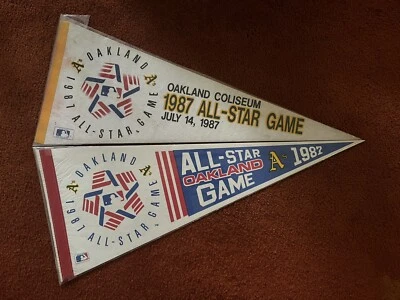 OAKLAND
1987
ALL-STAR GAME
OAKLAND COLISEUM
1987 ALL-STAR GAME
JULY 14, 1987
OAKLAND
1987
ALL-STAR GAME
ALL-STAR
OAKLAND
GAME
A's
1987